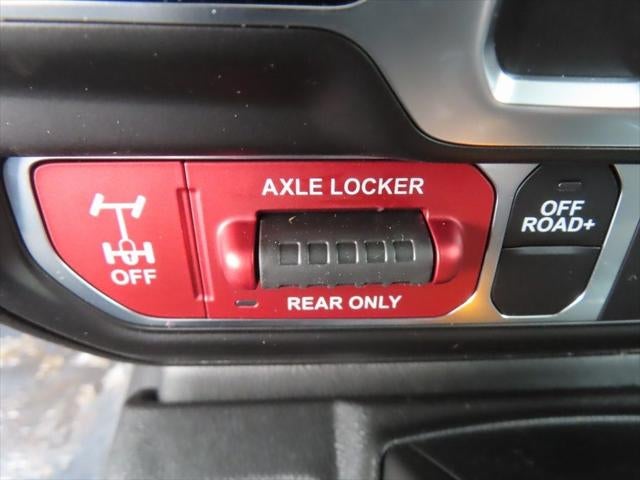 AXLE LOCKER
OFF
REAR ONLY
OFF
ROAD+